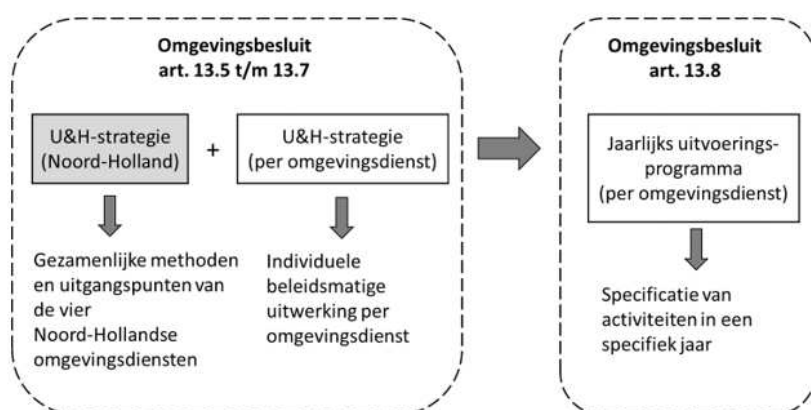 Omgevingsbesluit
art. 13.5 t/m 13.7
U&H-strategie
(Noord-Holland)
+
U&H-strategie
(per omgevingsdienst)
Gezamenlijke methoden
en uitgangspunten van
de vier
Noord-Hollandse
omgevingsdiensten
Individuele
beleidsmatige
uitwerking per
omgevingsdienst
Omgevingsbesluit
art. 13.8
Jaarlijks uitvoerings-
programma
(per omgevingsdienst)
Specificatie van
activiteiten in een
specifiek jaar